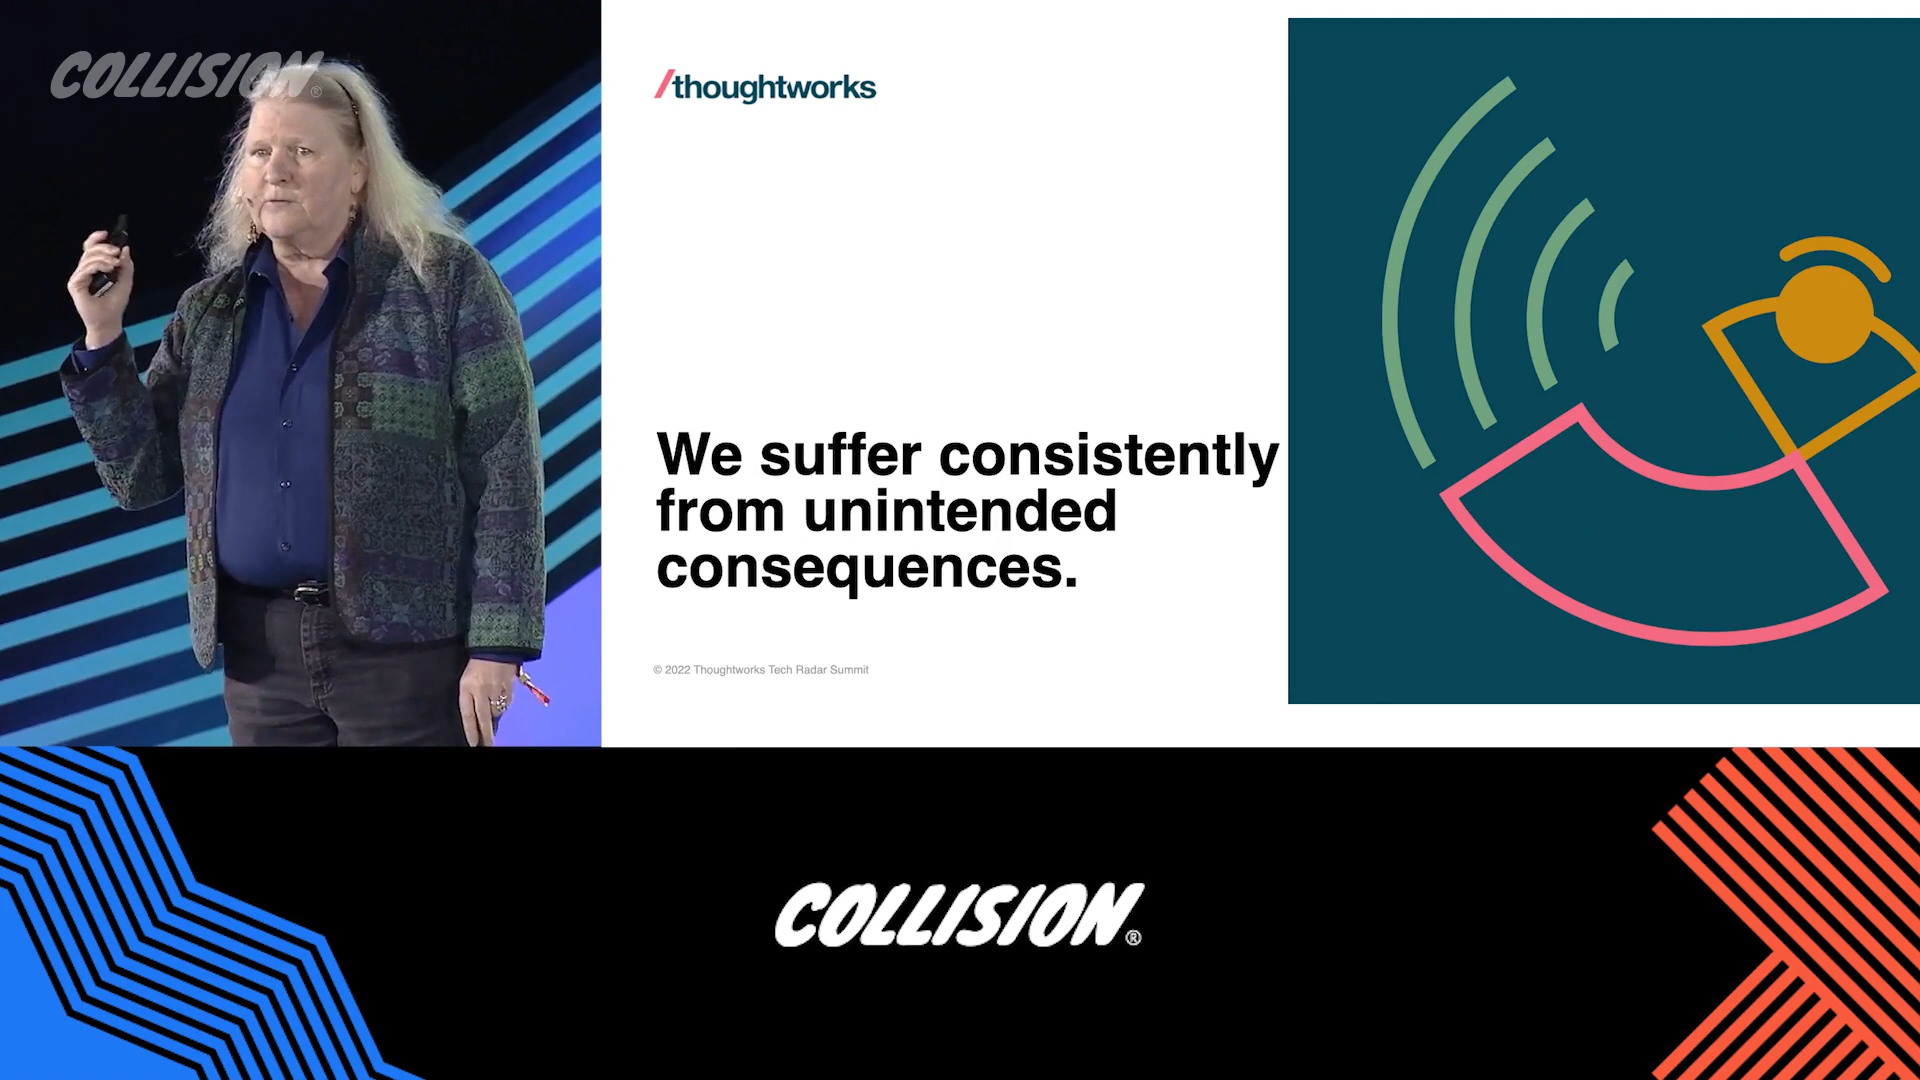 COLLISION®
/thoughtworks
We suffer consistently
from unintended
consequences.
© 2022 Thoughtworks Tech Radar Summit
COLLISION®